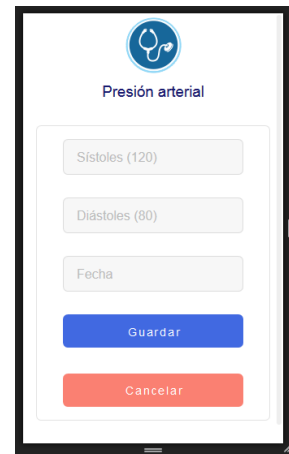 Presión arterial
Sístoles (120)
Diástoles (80)
Fecha
Guardar
Cancelar